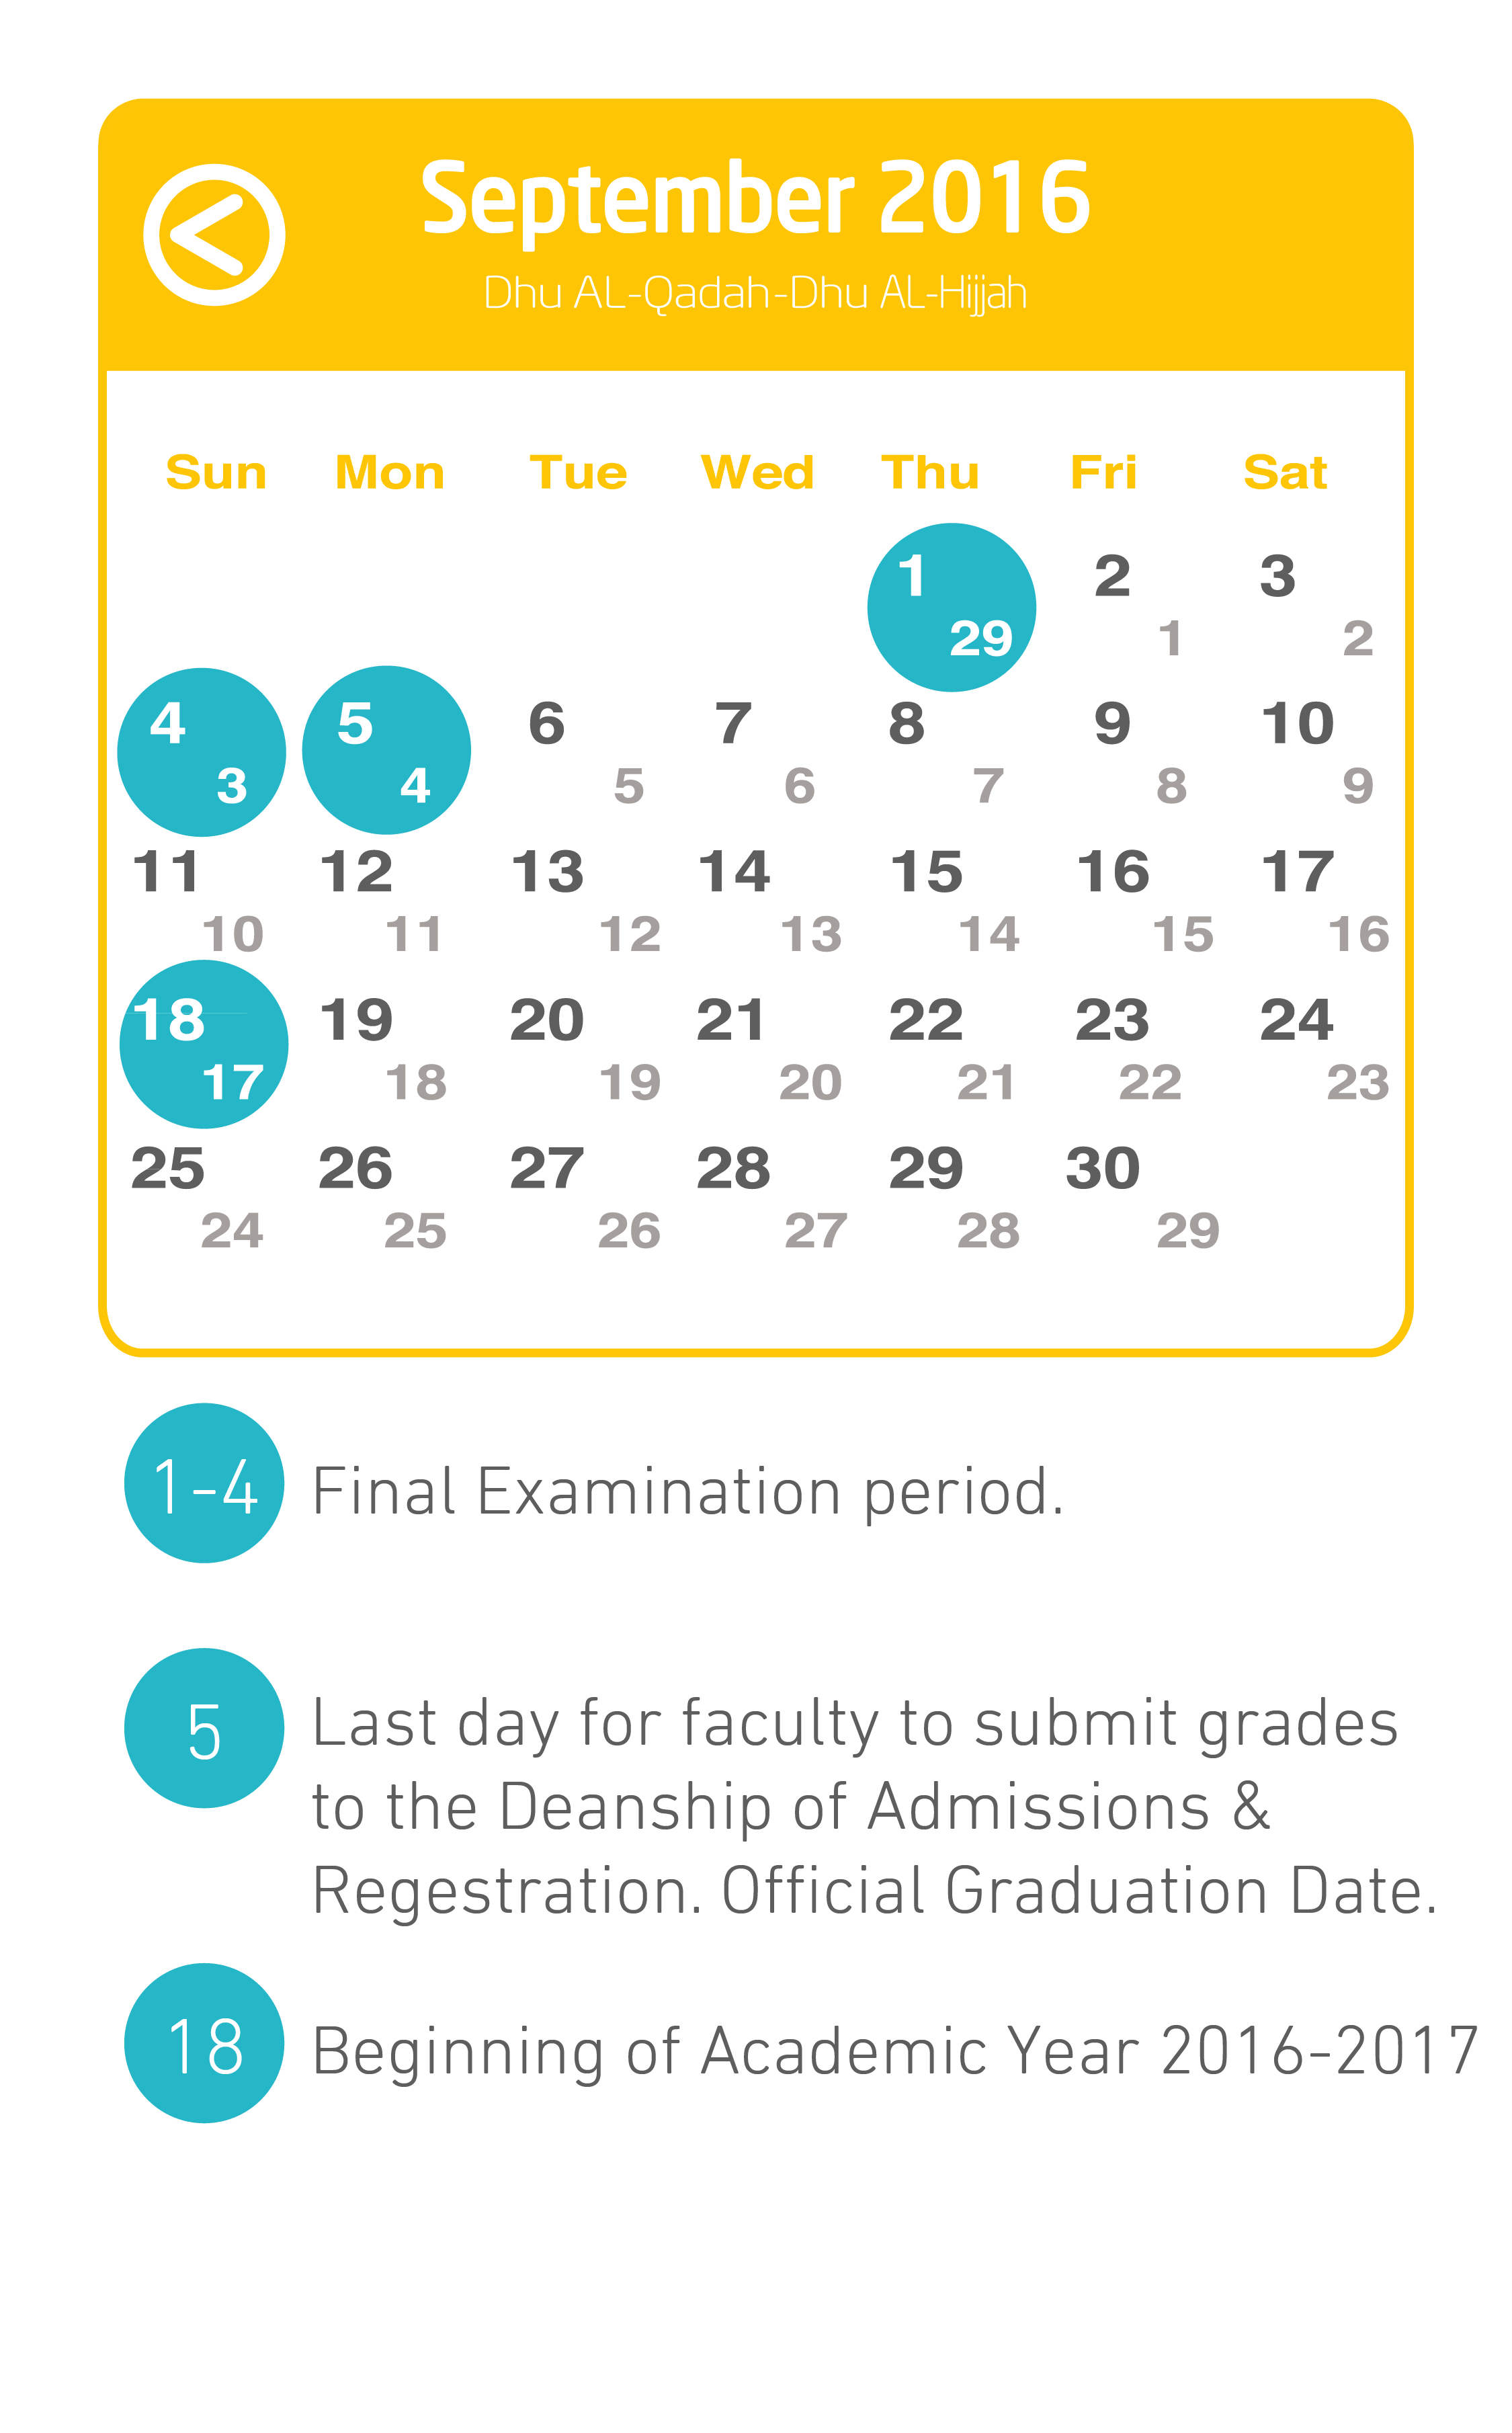 <
September 2016
Dhu AL-Qadah-Dhu AL-Hijjah
Sun Mon Tue Wed Thu Fri Sat
1 2 3
29 1 2
4 5 6 7 8 9 10
3 4 5 6 7 8 9
11 12 13 14 15 16 17
10 11 12 13 14 15 16
18 19 20 21 22 23 24
17 18 19 20 21 22 23
25 26 27 28 29 30
24 25 26 27 28 29
1-4 Final Examination period.
5 Last day for faculty to submit grades
to the Deanship of Admissions &
Regestration. Official Graduation Date.
18 Beginning of Academic Year 2016-2017